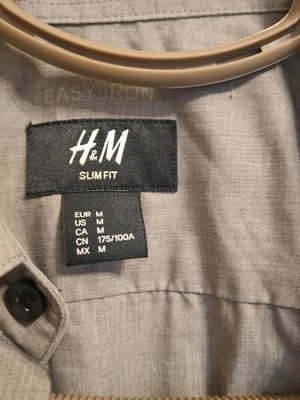 EASY IRON
H&M
SLIM FIT
EUR M
US M
CA M
CN 175/100A
MX M